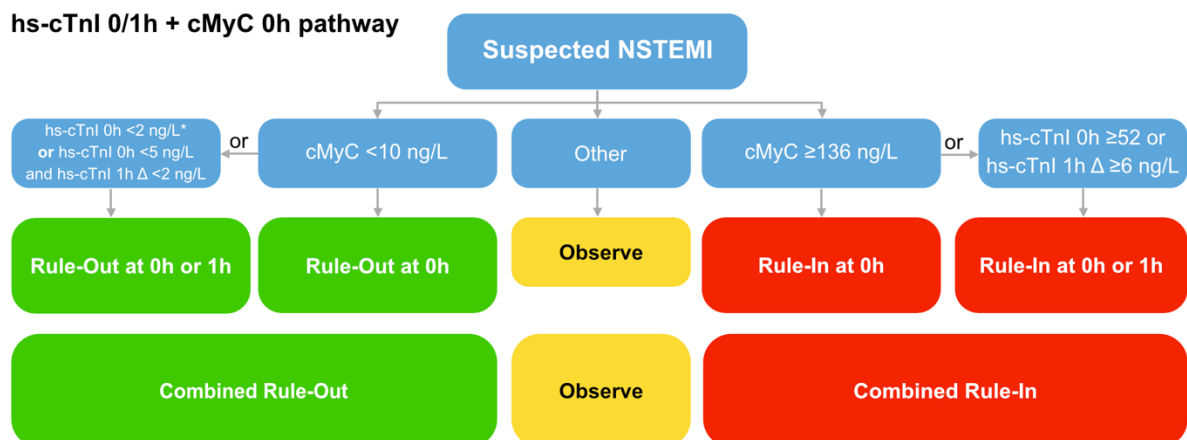 hs-cTnI 0/1h + cMyC 0h pathway
Suspected NSTEMI
hs-cTnI 0h <2 ng/L*
or hs-cTnI 0h <5 ng/L
and hs-cTnI 1h Δ <2 ng/L
or
cMyC <10 ng/L
Other
cMyC ≥136 ng/L
or
hs-cTnI 0h ≥52 or
hs-cTnI 1h Δ ≥6 ng/L
Rule-Out at 0h or 1h
Rule-Out at 0h
Observe
Rule-In at 0h
Rule-In at 0h or 1h
Combined Rule-Out
Observe
Combined Rule-In